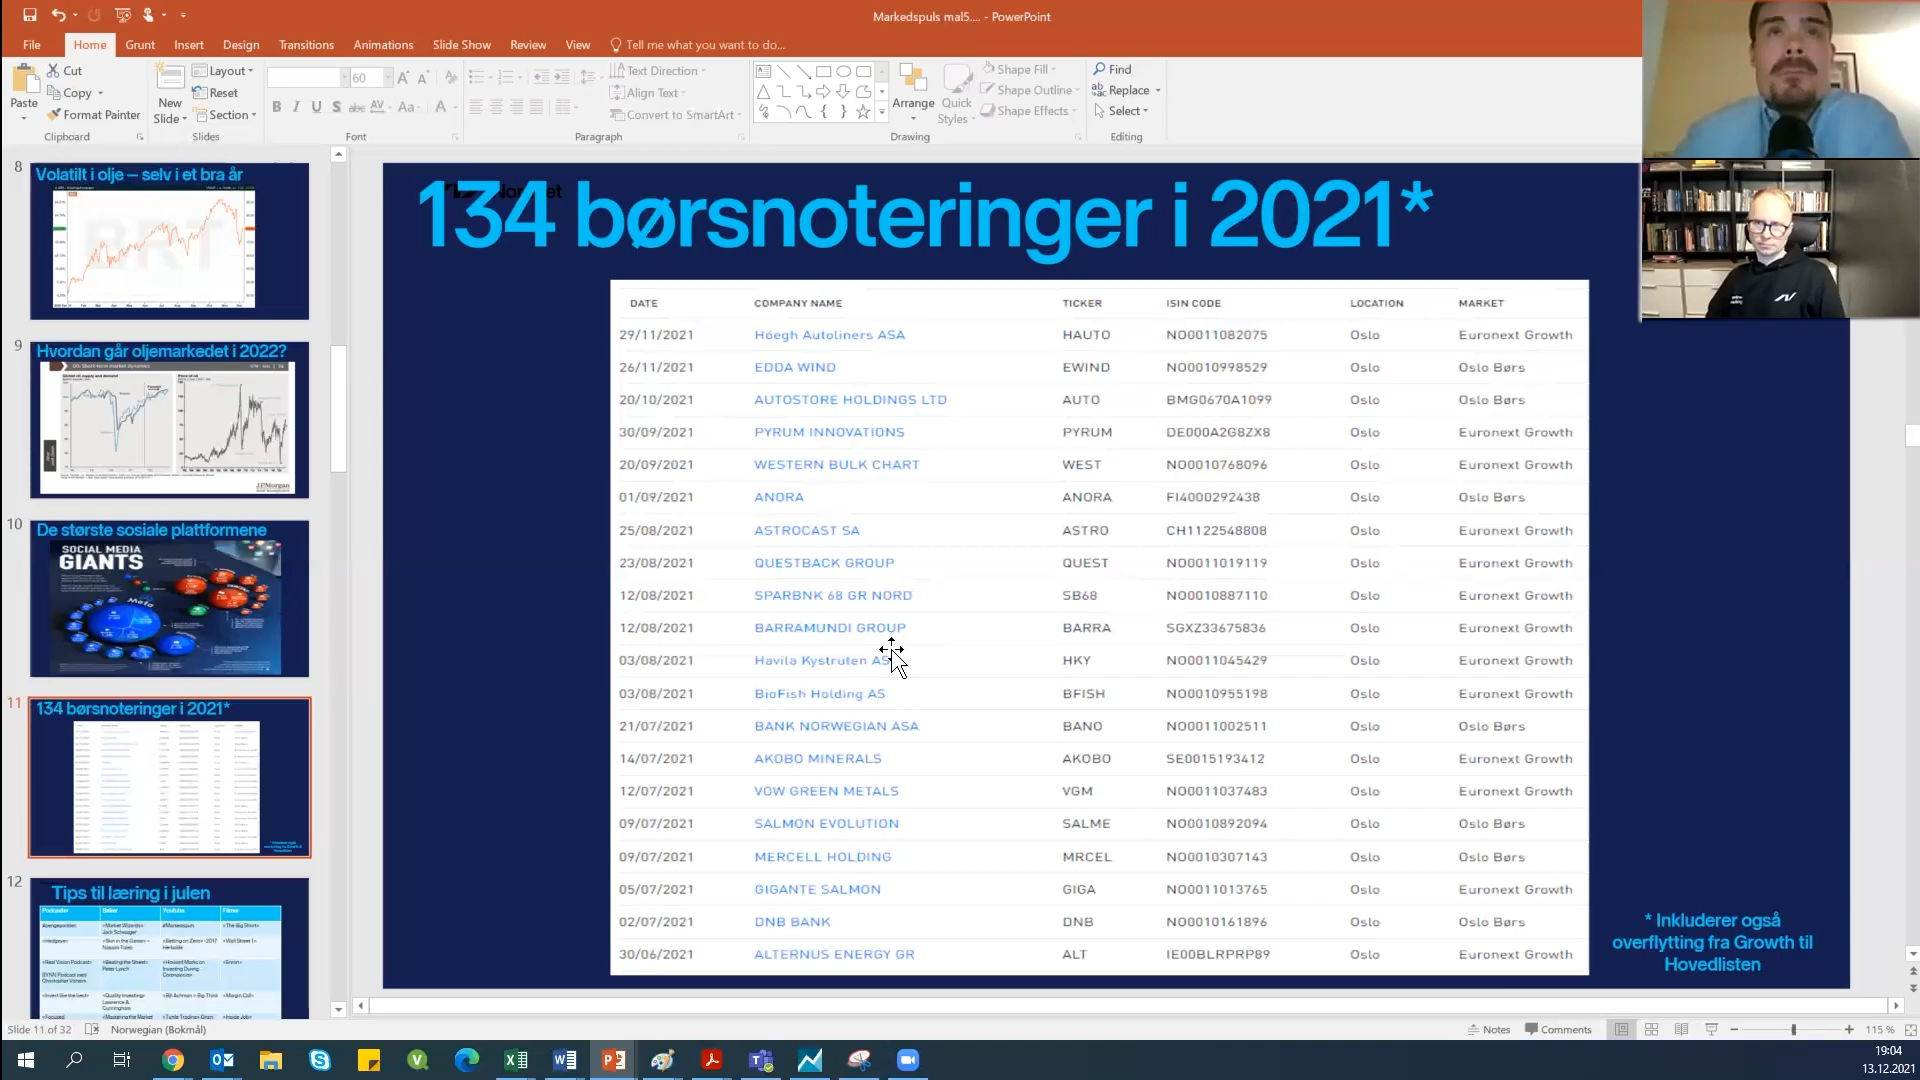 Markedspuls mal5.... - PowerPoint
File Home Grunt Insert Design Transitions Animations Slide Show Review View Tell me what you want to do...
Paste
Cut
Copy
Format Painter
Clipboard
New Slide
Layout
Reset
Section
Slides
60
Font
Text Direction
Align Text
Convert to SmartArt
Paragraph
Arrange
Quick Styles
Shape Fill
Shape Outline
Shape Effects
Drawing
Find
Replace
Select
Editing
8
Volatilt i olje – selv i et bra år
9
Hvordan går oljemarkedet i 2022?
J.P.Morgan
10
De største sosiale plattformene
SOCIAL MEDIA
GIANTS
Meta
11
134 børsnoteringer i 2021*
12
Tips til læring i julen
134 børsnoteringer i 2021*
DATE COMPANY NAME TICKER ISIN CODE LOCATION MARKET
29/11/2021 Höegh Autoliners ASA HAUTO NO0011082075 Oslo Euronext Growth
26/11/2021 EDDA WIND EWIND NO0010998529 Oslo Oslo Børs
20/10/2021 AUTOSTORE HOLDINGS LTD AUTO BMG0670A1099 Oslo Oslo Børs
30/09/2021 PYRUM INNOVATIONS PYRUM DE000A2G8ZX8 Oslo Euronext Growth
20/09/2021 WESTERN BULK CHART WEST NO0010768096 Oslo Euronext Growth
01/09/2021 ANORA ANORA FI4000292438 Oslo Oslo Børs
25/08/2021 ASTROCAST SA ASTRO CH1122548808 Oslo Euronext Growth
23/08/2021 QUESTBACK GROUP QUEST NO0011019119 Oslo Euronext Growth
12/08/2021 SPARBNK 68 GR NORD SB68 NO0010887110 Oslo Euronext Growth
12/08/2021 BARRAMUNDI GROUP BARRA SGXZ33675836 Oslo Euronext Growth
03/08/2021 Havila Kystruten AS HKY NO0011045429 Oslo Euronext Growth
03/08/2021 BioFish Holding AS BFISH NO0010955198 Oslo Euronext Growth
21/07/2021 BANK NORWEGIAN ASA BANO NO0011002511 Oslo Oslo Børs
14/07/2021 AKOBO MINERALS AKOBO SE0015193412 Oslo Euronext Growth
12/07/2021 VOW GREEN METALS VGM NO0011037483 Oslo Euronext Growth
09/07/2021 SALMON EVOLUTION SALME NO0010892094 Oslo Oslo Børs
09/07/2021 MERCELL HOLDING MRCEL NO0010307143 Oslo Oslo Børs
05/07/2021 GIGANTE SALMON GIGA NO0011013765 Oslo Euronext Growth
02/07/2021 DNB BANK DNB NO0010161896 Oslo Oslo Børs
30/06/2021 ALTERNUS ENERGY GR ALT IE00BLRPRP89 Oslo Euronext Growth
* Inkluderer også
overflytting fra Growth til
Hovedlisten
Slide 11 of 32 Norwegian (Bokmål) Notes Comments 115 %
19:04
13.12.2021